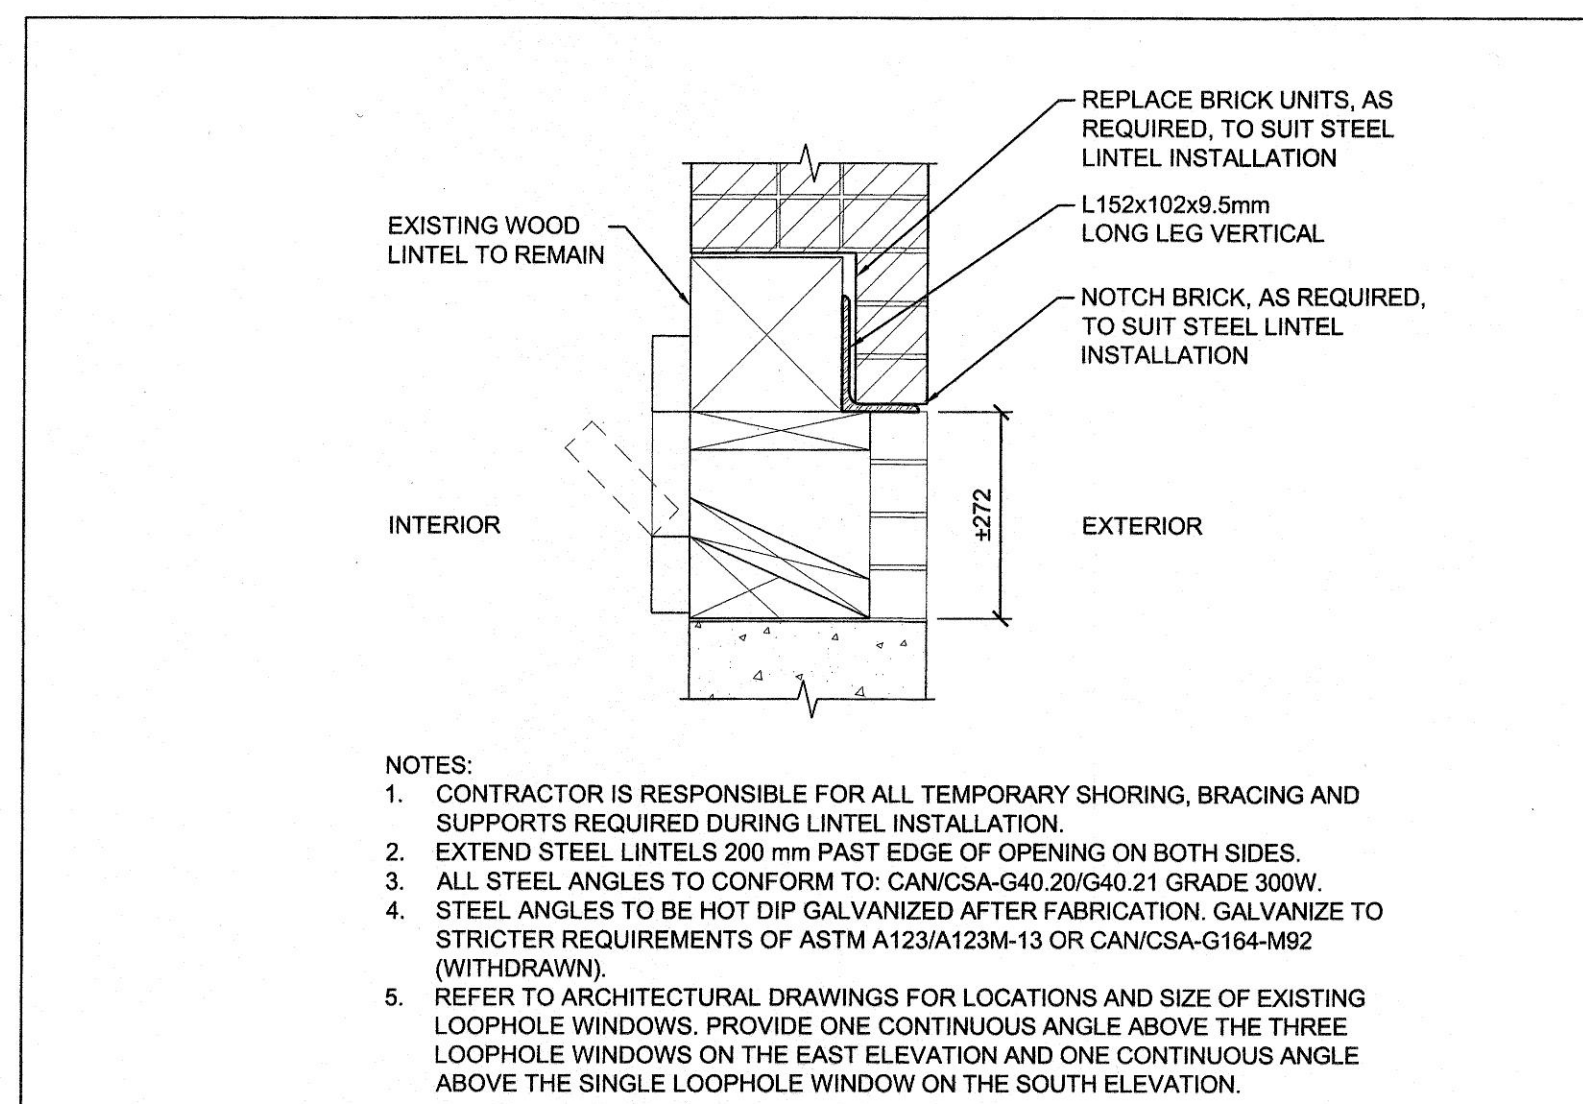 REPLACE BRICK UNITS, AS
REQUIRED, TO SUIT STEEL
LINTEL INSTALLATION
EXISTING WOOD
LINTEL TO REMAIN
L152x102x9.5mm
LONG LEG VERTICAL
NOTCH BRICK, AS REQUIRED,
TO SUIT STEEL LINTEL
INSTALLATION
INTERIOR
±272
EXTERIOR
NOTES:
1. CONTRACTOR IS RESPONSIBLE FOR ALL TEMPORARY SHORING, BRACING AND
SUPPORTS REQUIRED DURING LINTEL INSTALLATION.
2. EXTEND STEEL LINTELS 200 mm PAST EDGE OF OPENING ON BOTH SIDES.
3. ALL STEEL ANGLES TO CONFORM TO: CAN/CSA-G40.20/G40.21 GRADE 300W.
4. STEEL ANGLES TO BE HOT DIP GALVANIZED AFTER FABRICATION. GALVANIZE TO
STRICTER REQUIREMENTS OF ASTM A123/A123M-13 OR CAN/CSA-G164-M92
(WITHDRAWN).
5. REFER TO ARCHITECTURAL DRAWINGS FOR LOCATIONS AND SIZE OF EXISTING
LOOPHOLE WINDOWS. PROVIDE ONE CONTINUOUS ANGLE ABOVE THE THREE
LOOPHOLE WINDOWS ON THE EAST ELEVATION AND ONE CONTINUOUS ANGLE
ABOVE THE SINGLE LOOPHOLE WINDOW ON THE SOUTH ELEVATION.